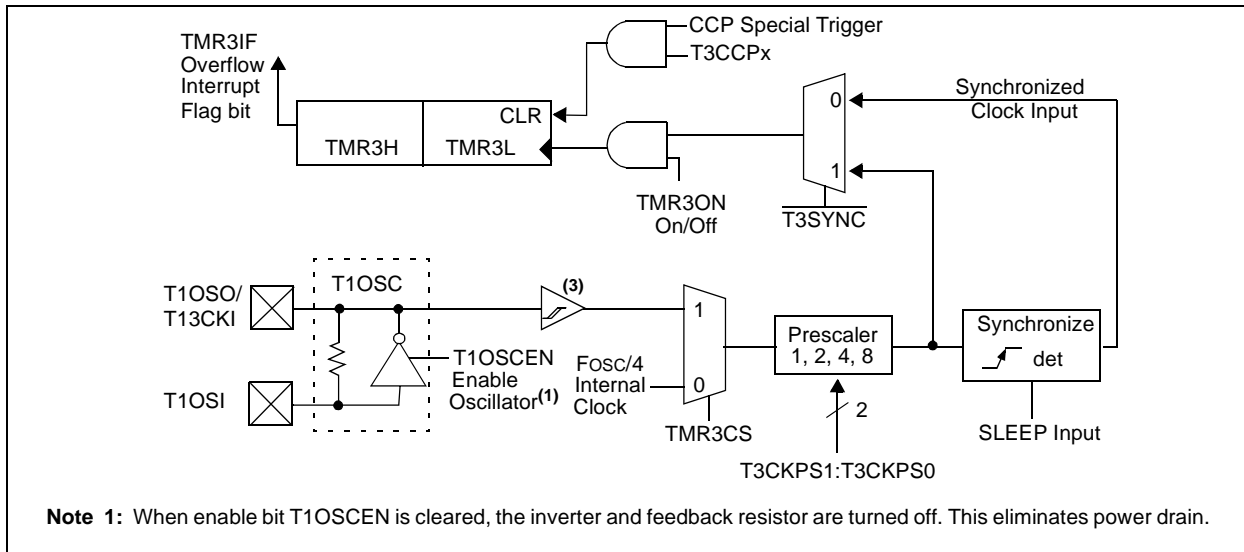 CCP Special Trigger
T3CCPx
TMR3IF
Overflow
Interrupt
Flag bit
CLR
TMR3H
TMR3L
0
1
Synchronized
Clock Input
TMR3ON
On/Off
T3SYNC
T1OSC
T1OSO/
T13CKI
(3)
1
Prescaler
1, 2, 4, 8
Synchronize
det
T1OSCEN
Enable
Oscillator(1)
FOSC/4
Internal
Clock
0
T1OSI
2
TMR3CS
SLEEP Input
T3CKPS1:T3CKPS0
Note 1: When enable bit T1OSCEN is cleared, the inverter and feedback resistor are turned off. This eliminates power drain.